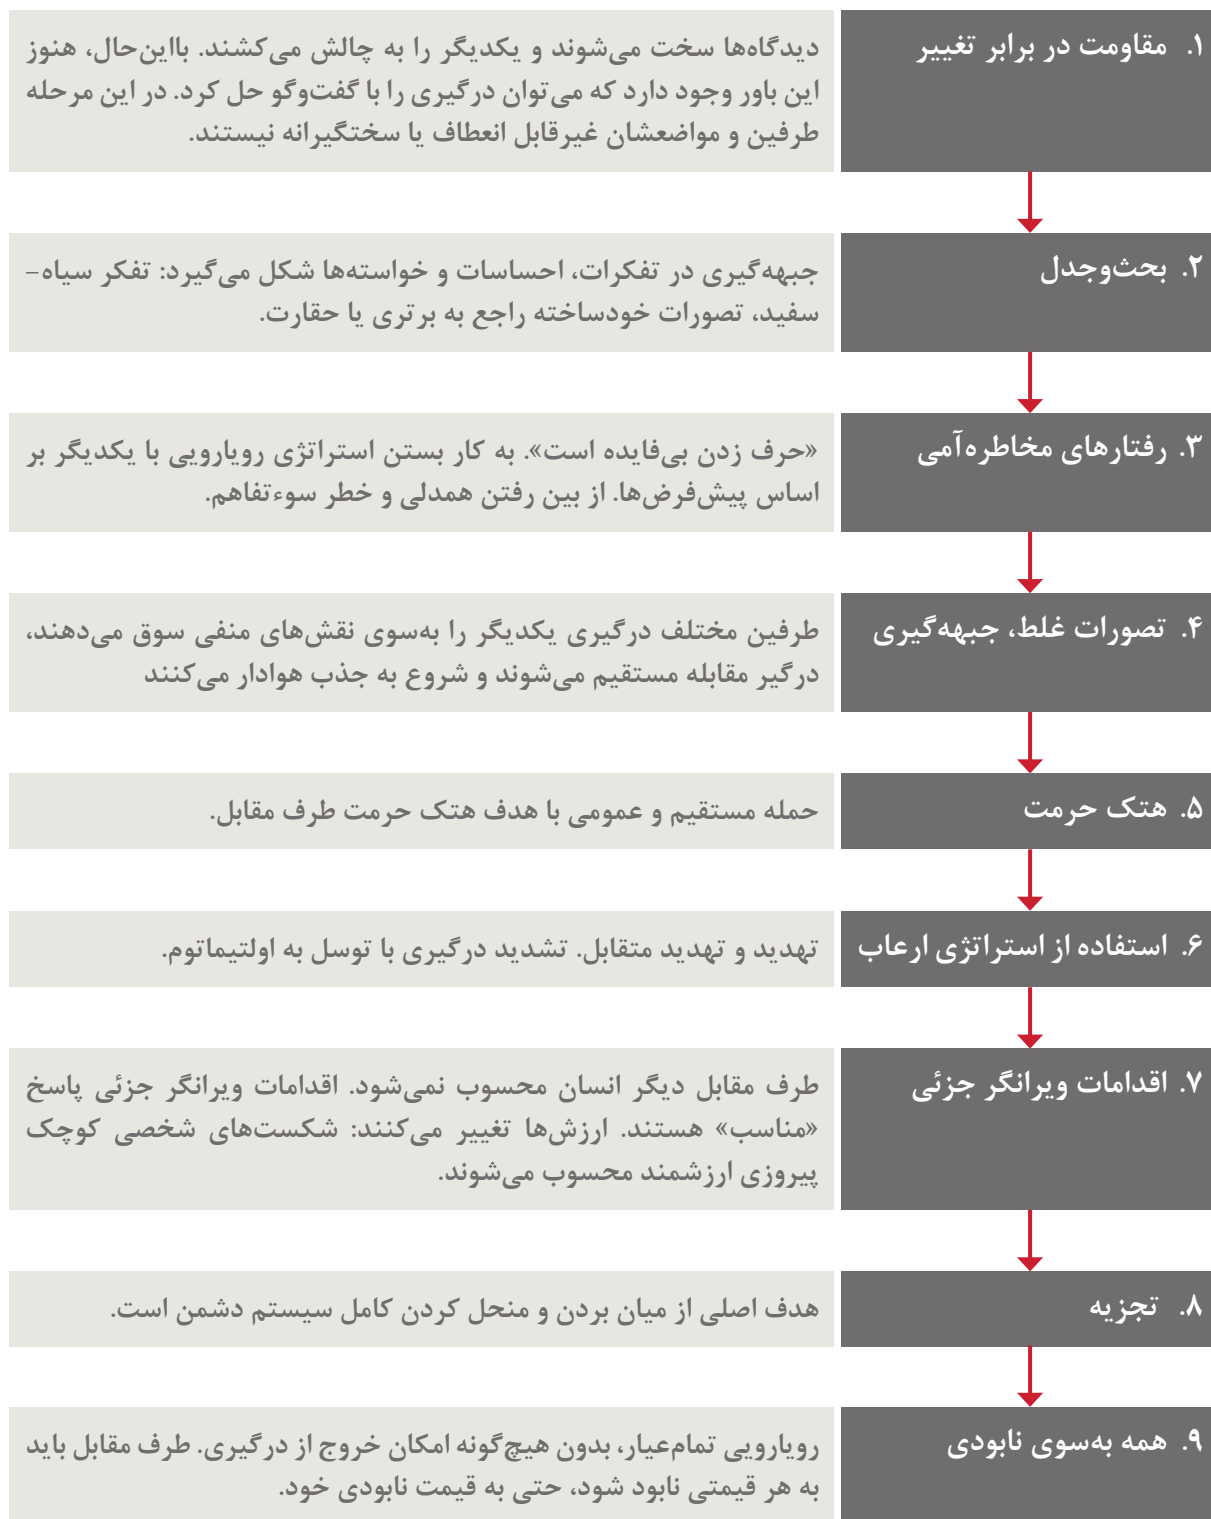 ۱. مقاومت در برابر تغییر
دیدگاه‌ها سخت می‌شوند و یکدیگر را به چالش می‌کشند. بااین‌حال، هنوز
این باور وجود دارد که می‌توان درگیری را با گفت‌وگو حل کرد. در این مرحله
طرفین و مواضعشان غیرقابل انعطاف یا سختگیرانه نیستند.
۲. بحث‌وجدل
جبهه‌گیری در تفکرات، احساسات و خواسته‌ها شکل می‌گیرد: تفکر سیاه–
سفید، تصورات خودساخته راجع به برتری یا حقارت.
۳. رفتارهای مخاطره‌آمی
«حرف زدن بی‌فایده است». به کار بستن استراتژی رویارویی با یکدیگر بر
اساس پیش‌فرض‌ها. از بین رفتن همدلی و خطر سوءتفاهم.
۴. تصورات غلط، جبهه‌گیری
طرفین مختلف درگیری یکدیگر را به‌سوی نقش‌های منفی سوق می‌دهند،
درگیر مقابله مستقیم می‌شوند و شروع به جذب هوادار می‌کنند
۵. هتک حرمت
حمله مستقیم و عمومی با هدف هتک حرمت طرف مقابل.
۶. استفاده از استراتژی ارعاب
تهدید و تهدید متقابل. تشدید درگیری با توسل به اولتیماتوم.
۷. اقدامات ویرانگر جزئی
طرف مقابل دیگر انسان محسوب نمی‌شود. اقدامات ویرانگر جزئی پاسخ
«مناسب» هستند. ارزش‌ها تغییر می‌کنند: شکست‌های شخصی کوچک
پیروزی ارزشمند محسوب می‌شوند.
۸. تجزیه
هدف اصلی از میان بردن و منحل کردن کامل سیستم دشمن است.
۹. همه به‌سوی نابودی
رویارویی تمام‌عیار، بدون هیچ‌گونه امکان خروج از درگیری. طرف مقابل باید
به هر قیمتی نابود شود، حتی به قیمت نابودی خود.